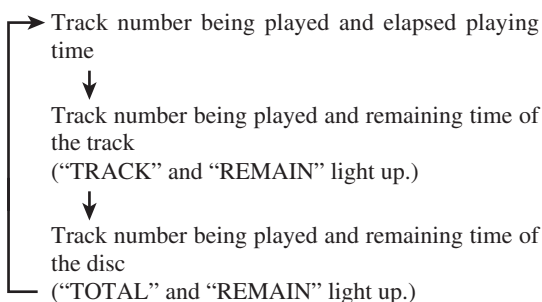 Track number being played and elapsed playing
time
Track number being played and remaining time of
the track
(“TRACK” and “REMAIN” light up.)
Track number being played and remaining time of
the disc
(“TOTAL” and “REMAIN” light up.)